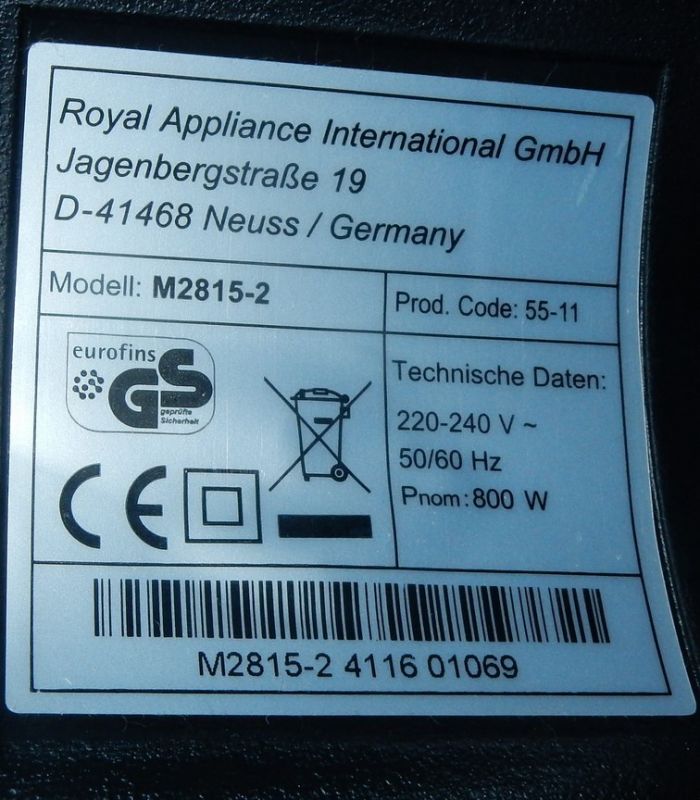 Royal Appliance International GmbH
Jagenbergstraße 19
D-41468 Neuss / Germany
Modell: M2815-2
Prod. Code: 55-11
eurofins
GS
geprüfte
Sicherheit
CE
Technische Daten:
220-240 V ~
50/60 Hz
Pnom: 800 W
M2815-2 4116 01069